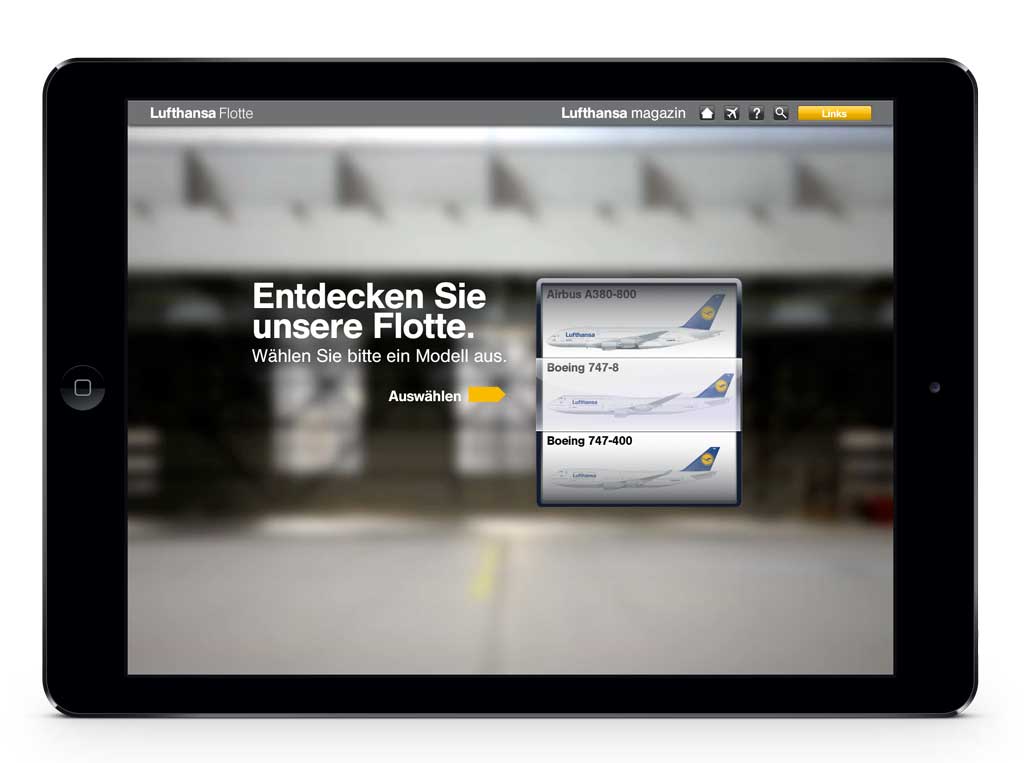 Lufthansa Flotte
Lufthansa magazin
?
Links
Entdecken Sie
unsere Flotte.
Wählen Sie bitte ein Modell aus.
Auswählen
Airbus A380-800
Lufthansa
Boeing 747-8
Lufthansa
Boeing 747-400
Lufthansa